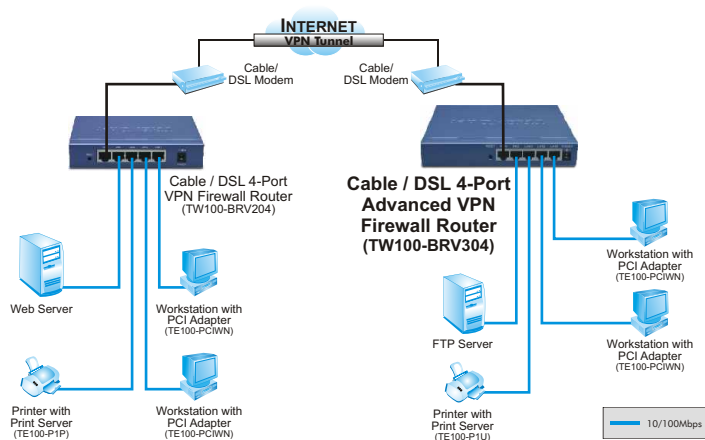 INTERNET
VPN Tunnel
Cable/
DSL Modem
Cable/
DSL Modem
Cable / DSL 4-Port
VPN Firewall Router
(TW100-BRV204)
Cable / DSL 4-Port
Advanced VPN
Firewall Router
(TW100-BRV304)
Web Server
Workstation with
PCI Adapter
(TE100-PCIWN)
Printer with
Print Server
(TE100-P1P)
Workstation with
PCI Adapter
(TE100-PCIWN)
FTP Server
Workstation with
PCI Adapter
(TE100-PCIWN)
Workstation with
PCI Adapter
(TE100-PCIWN)
Printer with
Print Server
(TE100-P1U)
10/100Mbps